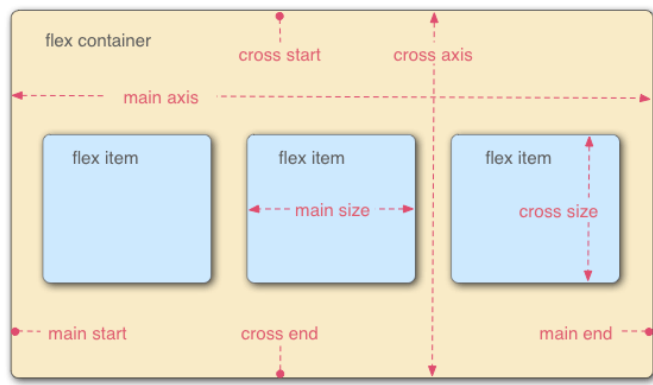 flex container
cross start
cross axis
main axis
flex item
flex item
flex item
main size
cross size
main start
cross end
main end